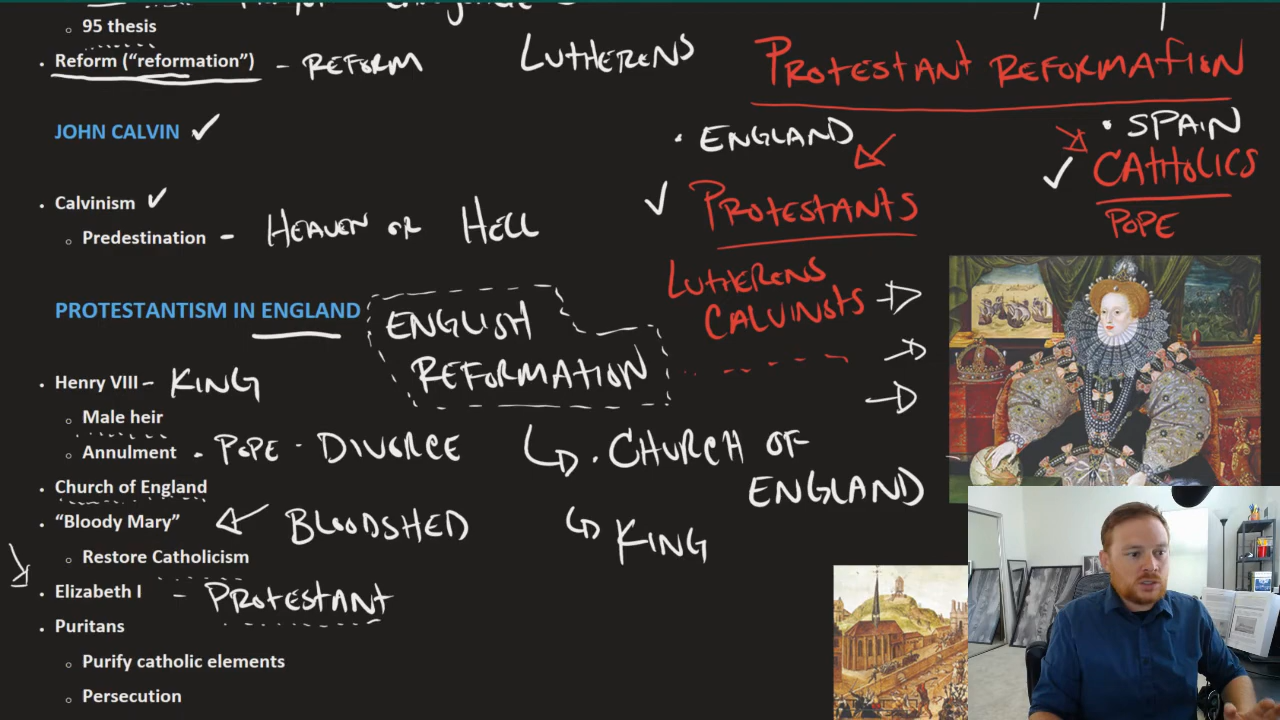 95 thesis
Reform ("reformation") - REFORM
LUTHERENS
PROTESTANT REFORMATION
JOHN CALVIN
• ENGLAND
• SPAIN
CATHOLICS
Calvinism
PROTESTANTS
POPE
Predestination - HEAVEN OR HELL
LUTHERENS
CALVINISTS
PROTESTANTISM IN ENGLAND
ENGLISH
REFORMATION
Henry VIII - KING
Male heir
Annulment - POPE - DIVORCE
• CHURCH OF
ENGLAND
Church of England
"Bloody Mary" BLOODSHED
KING
Restore Catholicism
Elizabeth I - PROTESTANT
Puritans
Purify catholic elements
Persecution